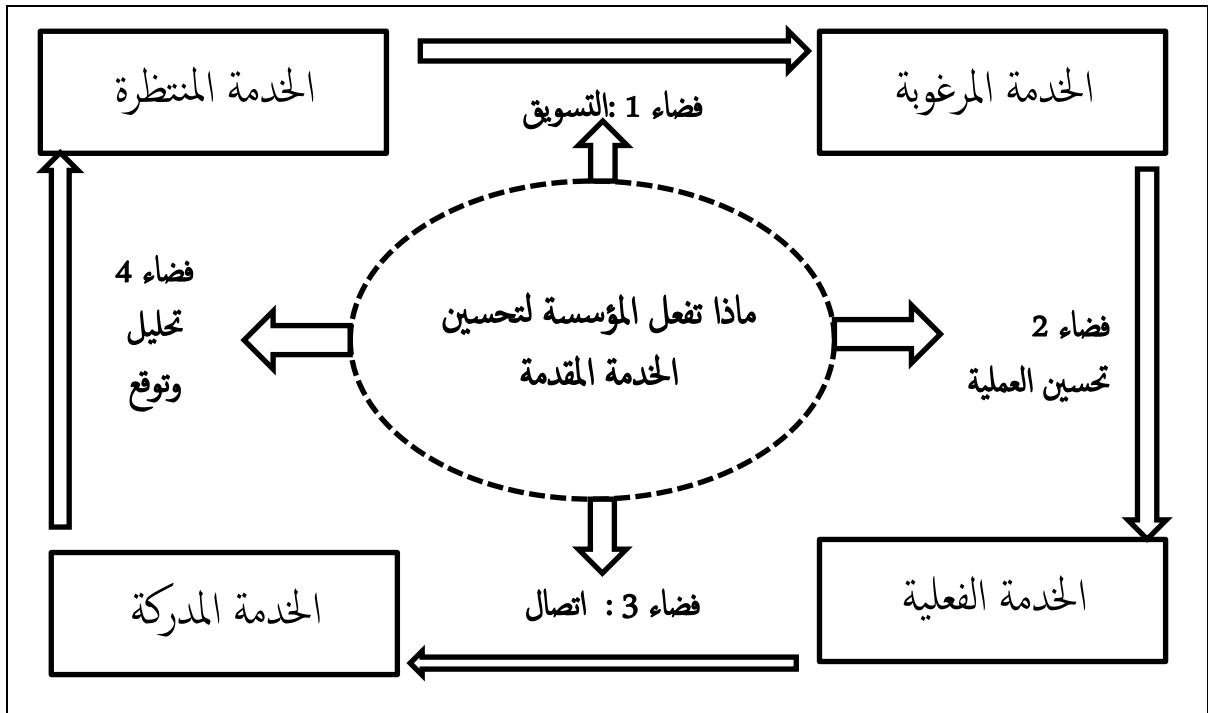 الخدمة المرغوبة
الخدمة المنتظرة
فضاء 1 :التسويق
فضاء 4
تحليل
وتوقع
ماذا تفعل المؤسسة لتحسين
الخدمة المقدمة
فضاء 2
تحسين العملية
فضاء 3 : اتصال
الخدمة الفعلية
الخدمة المدركة